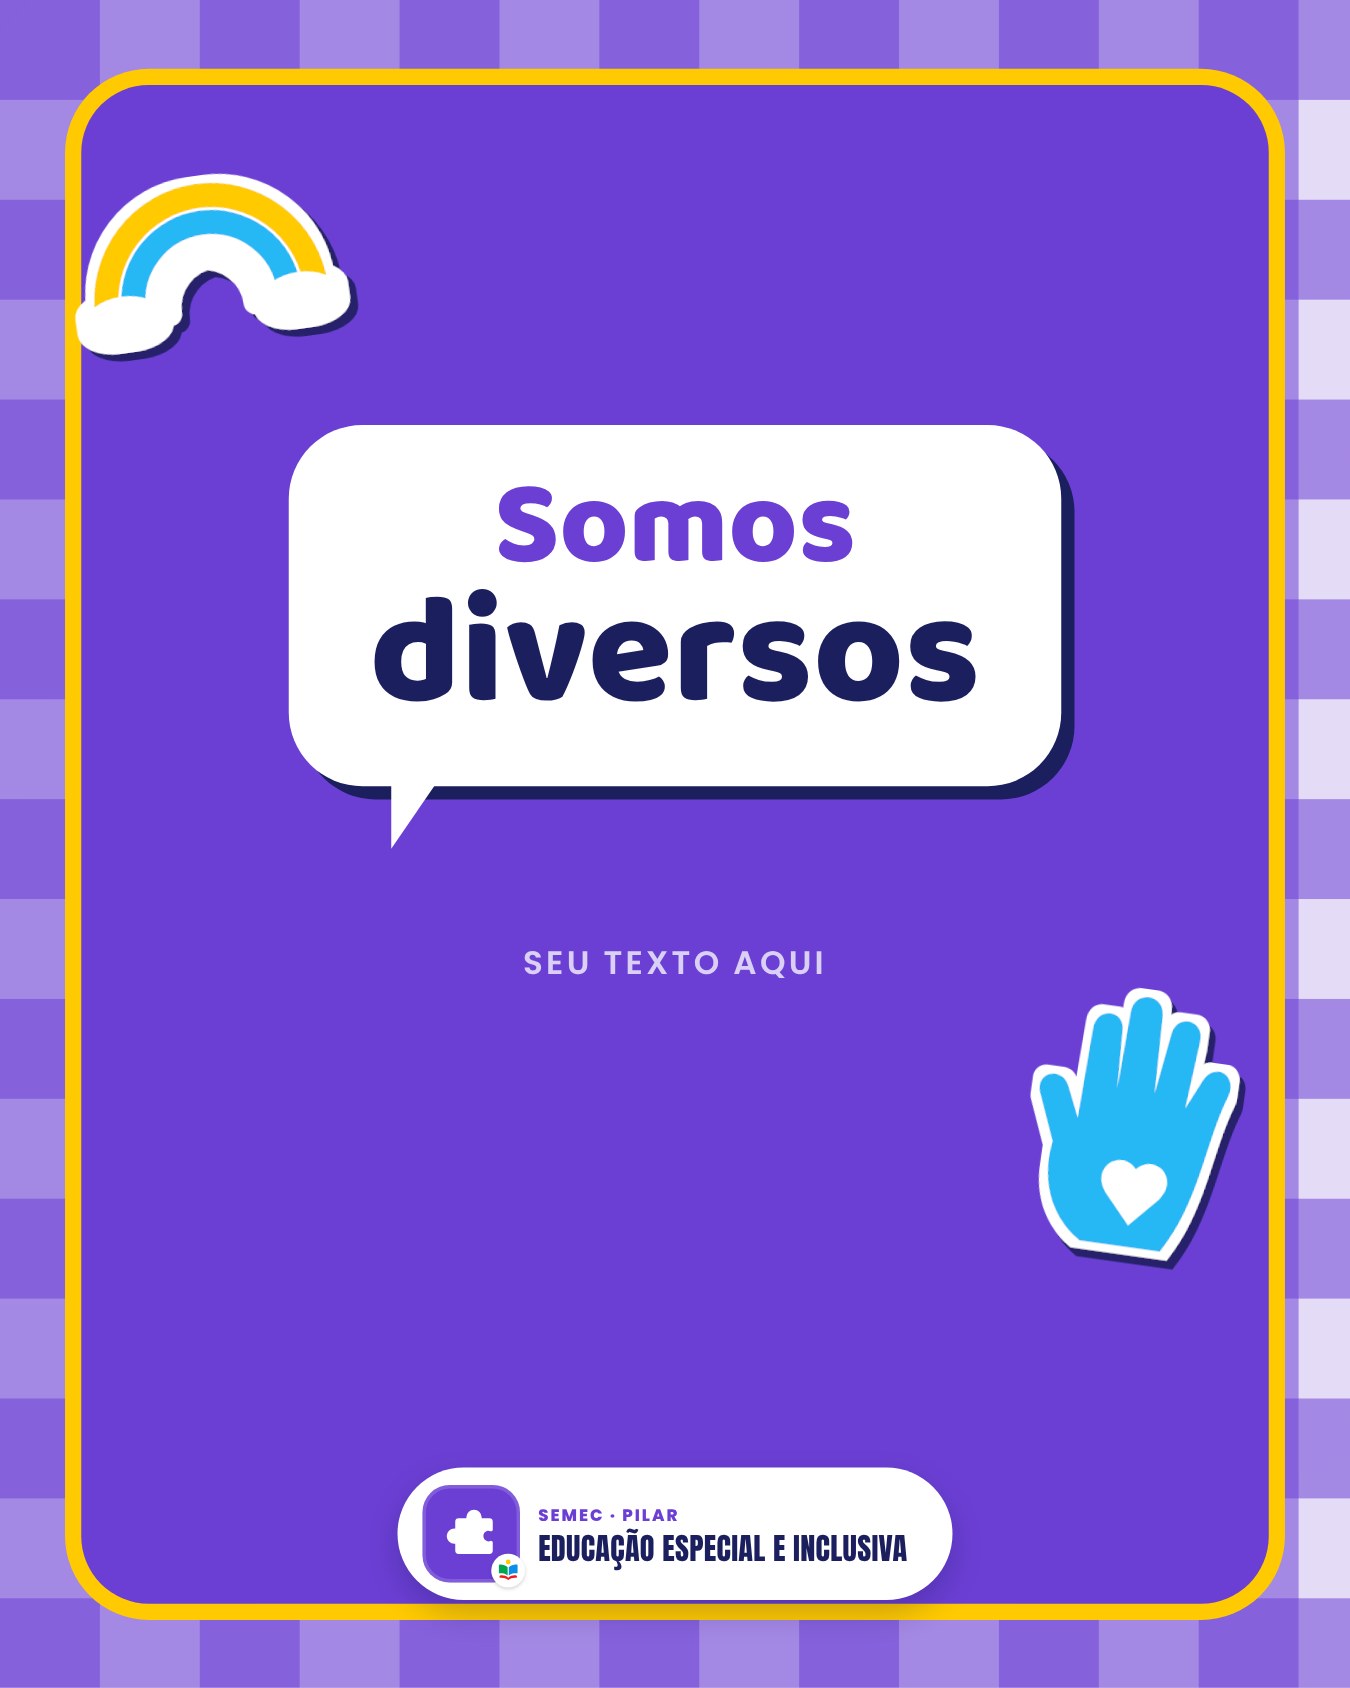 Somos
diversos
SEU TEXTO AQUI
SEMEC · PILAR
EDUCAÇÃO ESPECIAL E INCLUSIVA